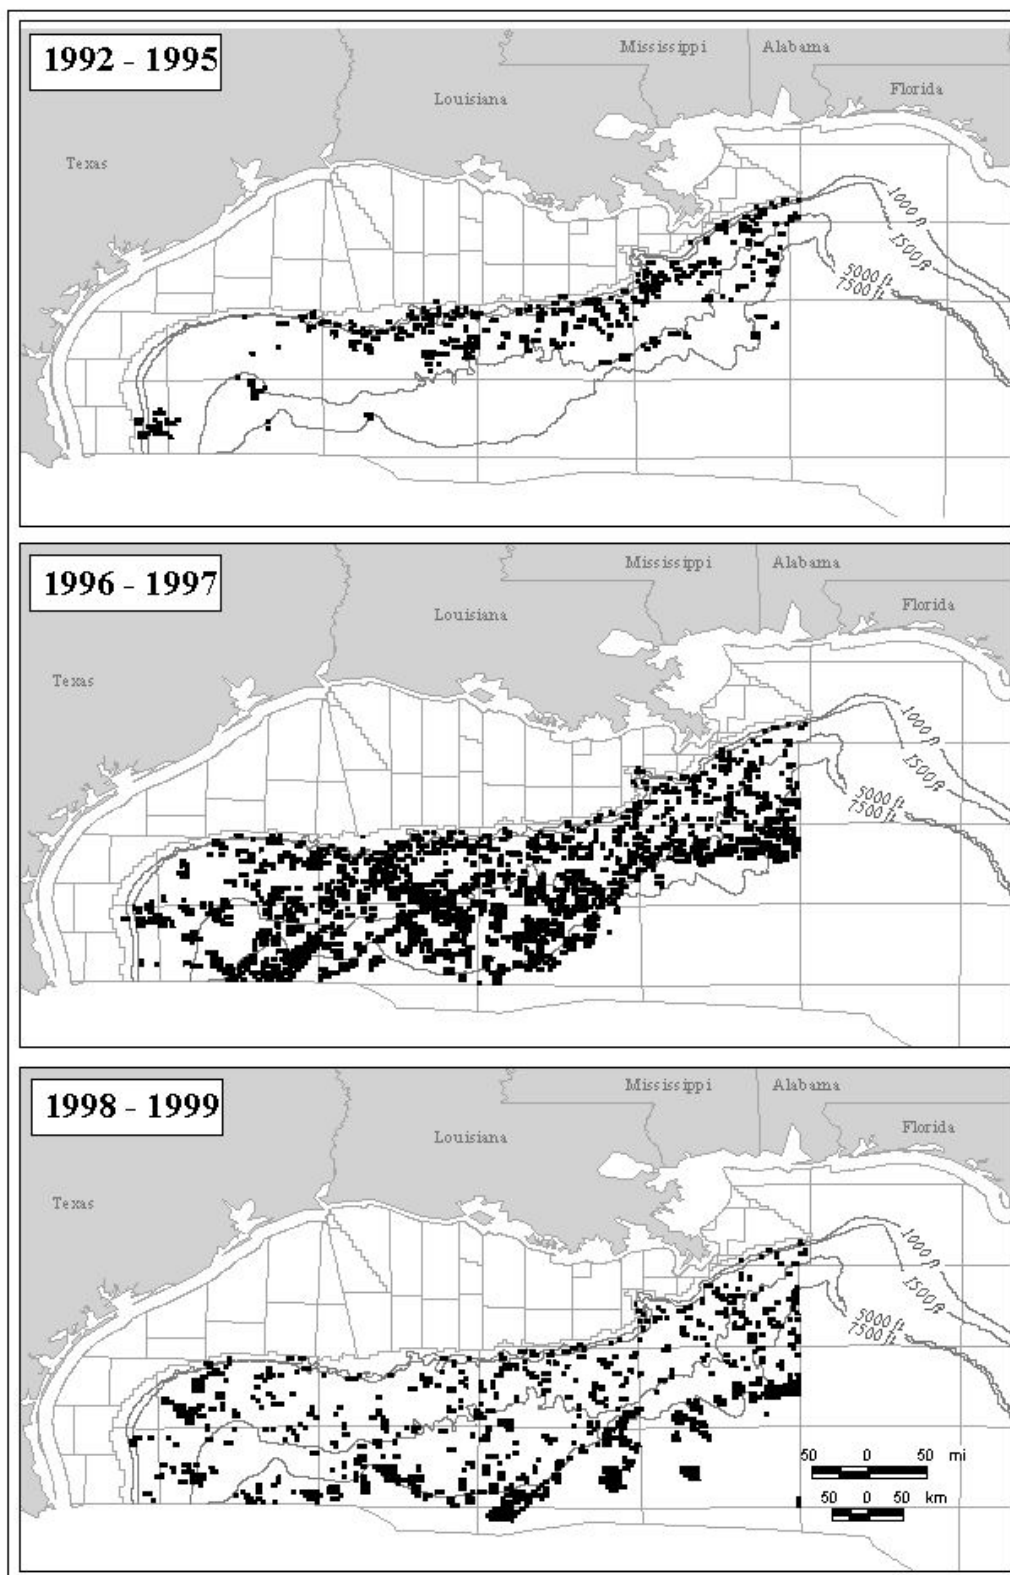 1992 - 1995
Mississippi
Alabama
Louisiana
Florida
Texas
1000 ft
1500 ft
5000 ft
7500 ft
1996 - 1997
Mississippi
Alabama
Louisiana
Florida
Texas
1000 ft
1500 ft
5000 ft
7500 ft
1998 - 1999
Mississippi
Alabama
Louisiana
Florida
Texas
1000 ft
1500 ft
5000 ft
7500 ft
50 0 50 mi
50 0 50 km